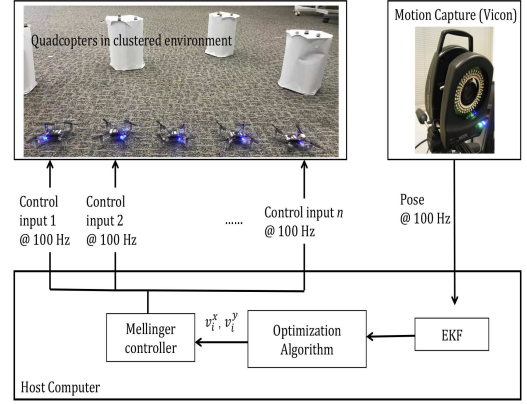 Quadcopters in clustered environment
Motion Capture (Vicon)
Control
input 1
@ 100 Hz
Control
input 2
@ 100 Hz
......
Control input n
@ 100 Hz
Pose
@ 100 Hz
Mellinger
controller
v_i^x, v_i^y
Optimization
Algorithm
EKF
Host Computer